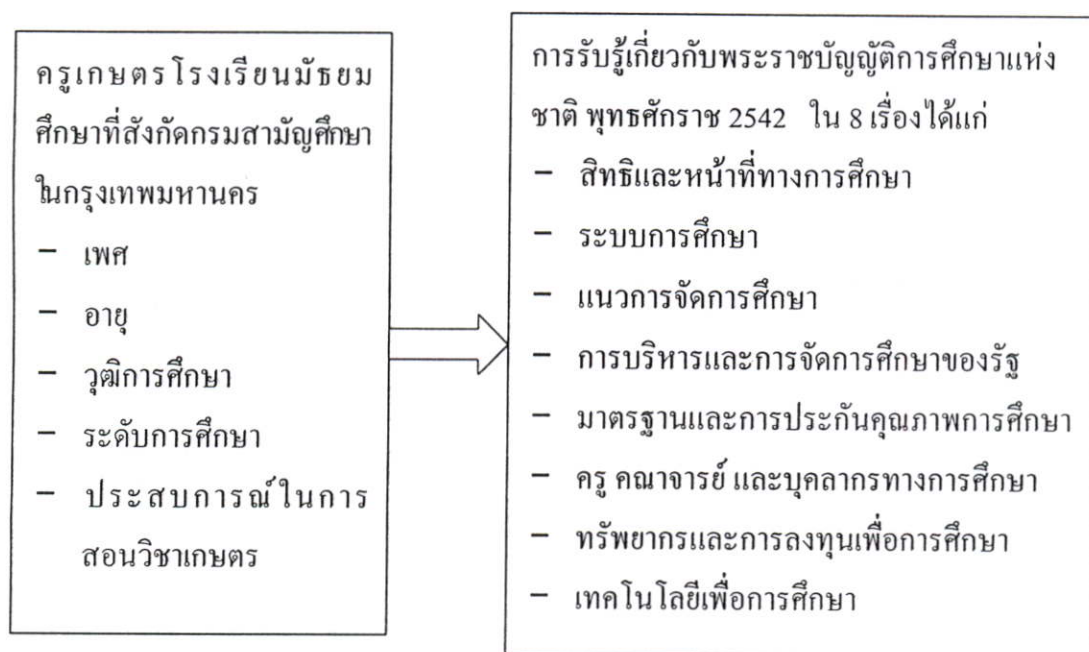 ครูเกษตรโรงเรียนมัธยม
ศึกษาที่สังกัดกรมสามัญศึกษา
ในกรุงเทพมหานคร
– เพศ
– อายุ
– วุฒิการศึกษา
– ระดับการศึกษา
– ประสบการณ์ในการ
สอนวิชาเกษตร
การรับรู้เกี่ยวกับพระราชบัญญัติการศึกษาแห่ง
ชาติ พุทธศักราช 2542 ใน 8 เรื่องได้แก่
– สิทธิและหน้าที่ทางการศึกษา
– ระบบการศึกษา
– แนวการจัดการศึกษา
– การบริหารและการจัดการศึกษาของรัฐ
– มาตรฐานและการประกันคุณภาพการศึกษา
– ครู คณาจารย์ และบุคลากรทางการศึกษา
– ทรัพยากรและการลงทุนเพื่อการศึกษา
– เทคโนโลยีเพื่อการศึกษา